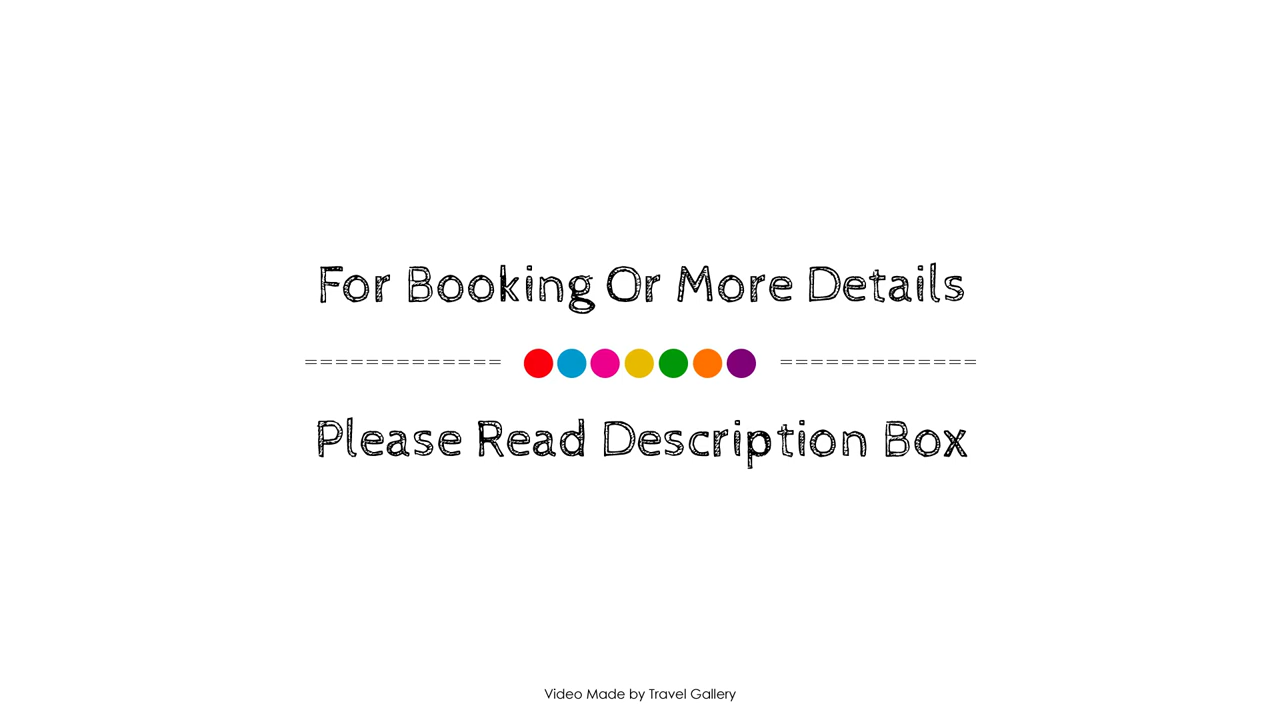 For Booking Or More Details
============= =============
Please Read Description Box
Video Made by Travel Gallery